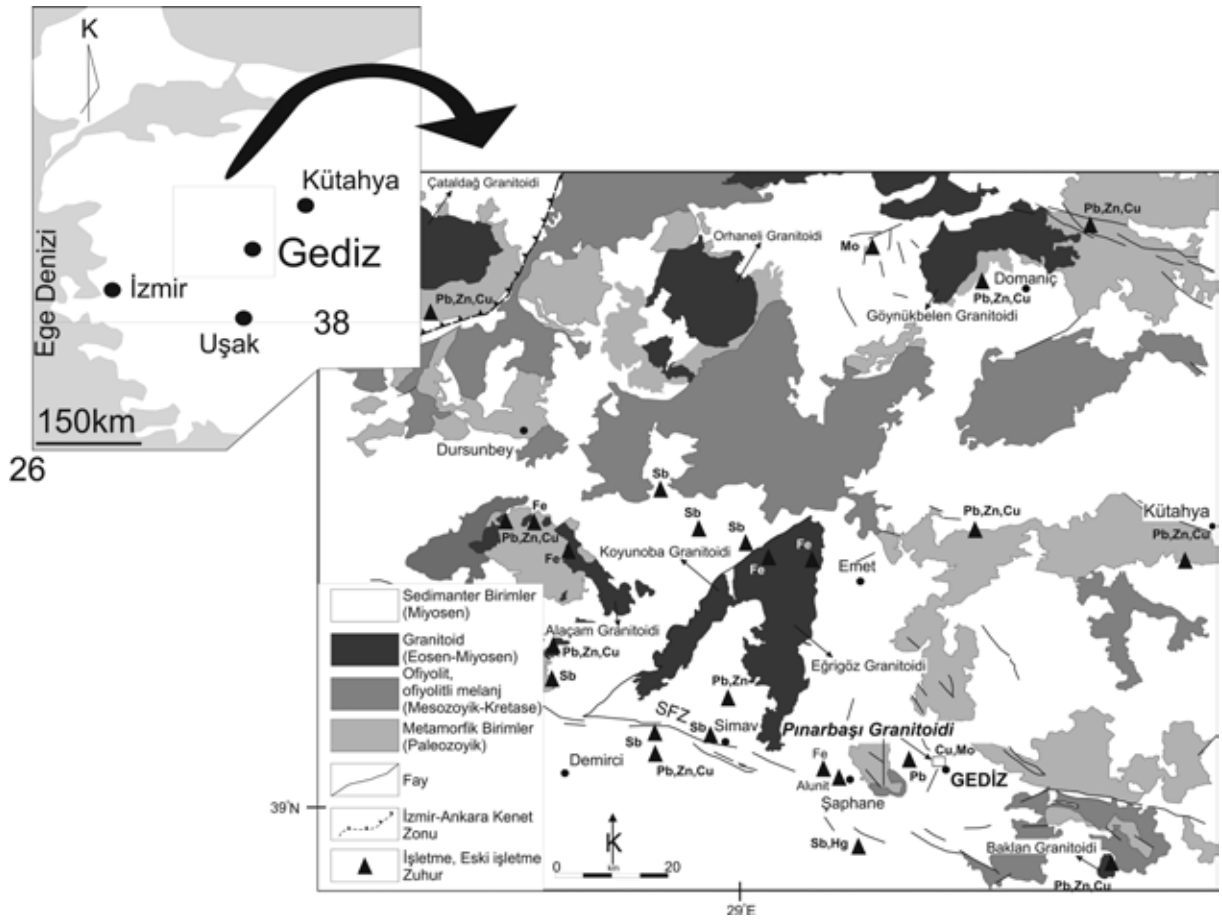 K
Kütahya
Gediz
İzmir
Uşak
38
Ege Denizi
150km
26
Çataldağ Granitoidi
Pb,Zn,Cu
Orhaneli Granitoidi
Mo
Pb,Zn,Cu
Domaniç
Pb,Zn,Cu
Göynükbelen Granitoidi
Dursunbey
Sb
Sb
Sb
Fe
Pb,Zn,Cu
Fe
Koyunoba Granitoidi
Fe
Fe
Emet
Pb,Zn,Cu
Kütahya
Pb,Zn,Cu
Alaçam Granitoidi
Pb,Zn,Cu
Sb
Eğrigöz Granitoidi
Pb,Zn
SFZ
Sb
Simav
Sb
Pb,Zn,Cu
Demirci
Pınarbaşı Granitoidi
Cu,Mo
Fe
Pb
GEDİZ
Alunit
Şaphane
Sb,Hg
Baklan Granitoidi
Pb,Zn,Cu
Sedimanter Birimler
(Miyosen)
Granitoid
(Eosen-Miyosen)
Ofiyolit,
ofiyolitli melanj
(Mesozoyik-Kretase)
Metamorfik Birimler
(Paleozoyik)
Fay
İzmir-Ankara Kenet
Zonu
İşletme, Eski işletme
Zuhur
K
0 km 20
39°N
29°E